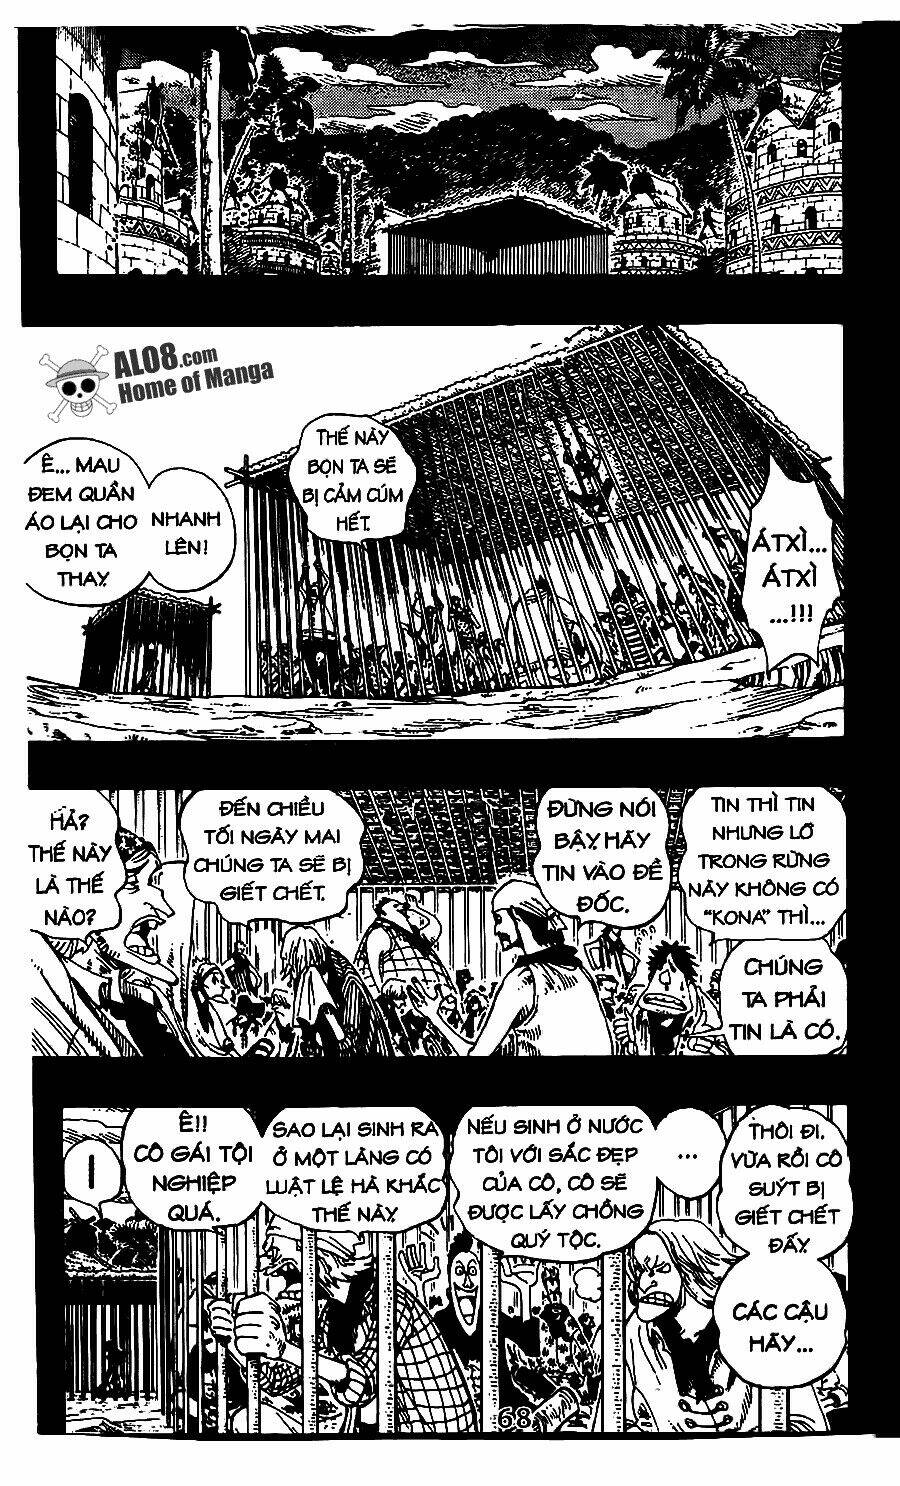 ALO8.com
Home of Manga
ÁTXÌ...
ÁTXÌ
...!!!
THẾ NÀY
BỌN TA SẼ
BỊ CẢM CÚM
HẾT.
NHANH
LÊN!
Ê... MAU
ĐEM QUẦN
ÁO LẠI CHO
BỌN TA
THAY.
TIN THÌ TIN
NHƯNG LỠ
TRONG RỪNG
NÀY KHÔNG CÓ
“KONA” THÌ...
CHÚNG
TA PHẢI
TIN LÀ CÓ.
ĐỪNG NÓI
BẬY. HÃY
TIN VÀO ĐỀ
ĐỐC.
ĐẾN CHIỀU
TỐI NGÀY MAI
CHÚNG TA SẼ BỊ
GIẾT CHẾT.
HẢ?
THẾ NÀY
LÀ THẾ
NÀO?
THÔI ĐI.
VỪA RỒI CÔ
SUÝT BỊ
GIẾT CHẾT
ĐẤY.
CÁC CẬU
HÃY...
...
NẾU SINH Ở NƯỚC
TÔI VỚI SẮC ĐẸP
CỦA CÔ, CÔ SẼ
ĐƯỢC LẤY CHỒNG
QUÝ TỘC.
SAO LẠI SINH RA
Ở MỘT LÀNG CÓ
LUẬT LỆ HÀ KHẮC
THẾ NÀY.
Ê!!
CÔ GÁI TỘI
NGHIỆP
QUÁ.
68